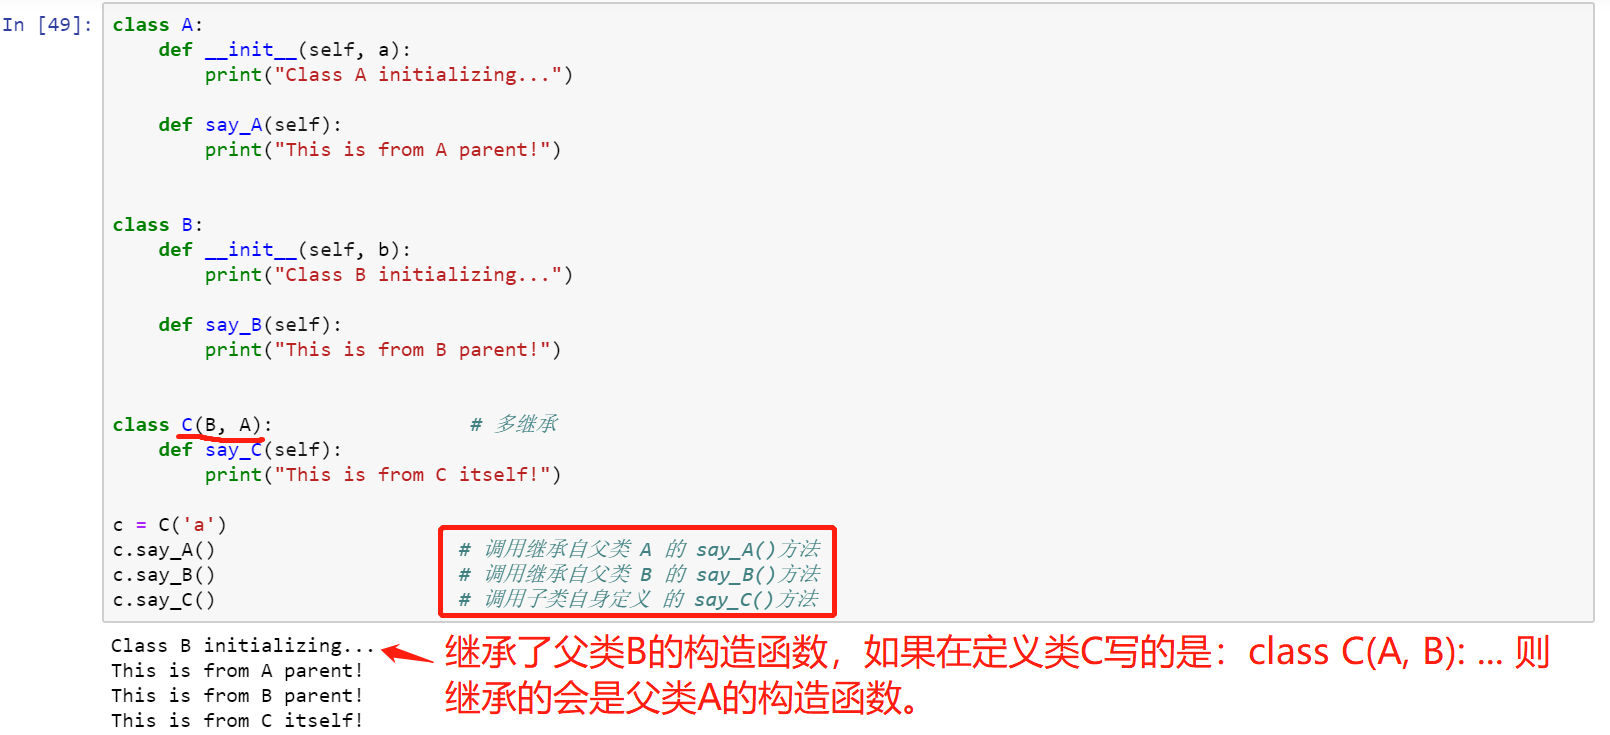 In [49]:
class A:
    def __init__(self, a):
        print("Class A initializing...")
    def say_A(self):
        print("This is from A parent!")
class B:
    def __init__(self, b):
        print("Class B initializing...")
    def say_B(self):
        print("This is from B parent!")
class C(B, A):                 # 多继承
    def say_C(self):
        print("This is from C itself!")
c = C('a')
c.say_A()                     # 调用继承自父类 A 的 say_A()方法
c.say_B()                     # 调用继承自父类 B 的 say_B()方法
c.say_C()                     # 调用子类自身定义 的 say_C()方法
Class B initializing...
This is from A parent!
This is from B parent!
This is from C itself!
继承了父类B的构造函数，如果在定义类C写的是：class C(A, B): ... 则
继承的会是父类A的构造函数。